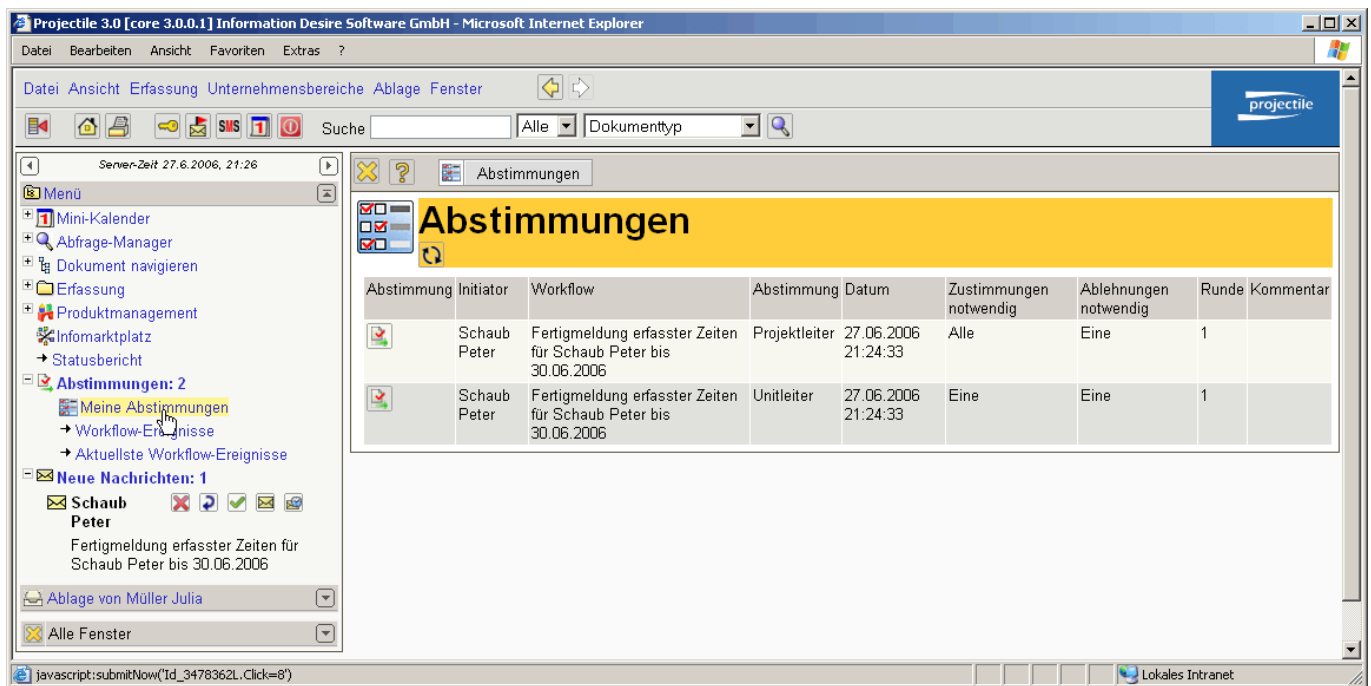 Projectile 3.0 [core 3.0.0.1] Information Desire Software GmbH - Microsoft Internet Explorer
Datei Bearbeiten Ansicht Favoriten Extras ?
Datei Ansicht Erfassung Unternehmensbereiche Ablage Fenster
projectile
SMS 1 Suche Alle Dokumenttyp
Server-Zeit 27.6.2006, 21:26
Menü
1 Mini-Kalender
Abfrage-Manager
Dokument navigieren
Erfassung
Produktmanagement
Infomarktplatz
Statusbericht
Abstimmungen: 2
Meine Abstimmungen
Workflow-Ereignisse
Aktuellste Workflow-Ereignisse
Neue Nachrichten: 1
Schaub
Peter
Fertigmeldung erfasster Zeiten für
Schaub Peter bis 30.06.2006
Ablage von Müller Julia
Alle Fenster
? Abstimmungen
Abstimmungen
Abstimmung Initiator Workflow Abstimmung Datum Zustimmungen Ablehnungen Runde Kommentar
notwendig notwendig
Schaub Fertigmeldung erfasster Zeiten Projektleiter 27.06.2006 Alle Eine 1
Peter für Schaub Peter bis 21:24:33
30.06.2006
Schaub Fertigmeldung erfasster Zeiten Unitleiter 27.06.2006 Eine Eine 1
Peter für Schaub Peter bis 21:24:33
30.06.2006
javascript:submitNow('Id_3478362L.Click=8') Lokales Intranet